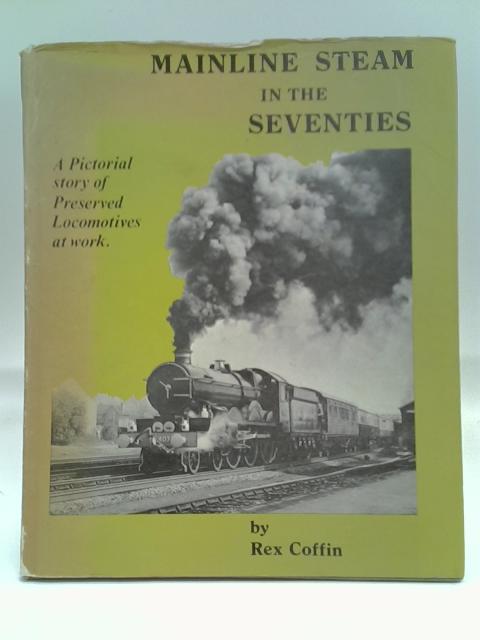 MAINLINE STEAM
IN THE
SEVENTIES
A Pictorial
story of
Preserved
Locomotives
at work.
by
Rex Coffin